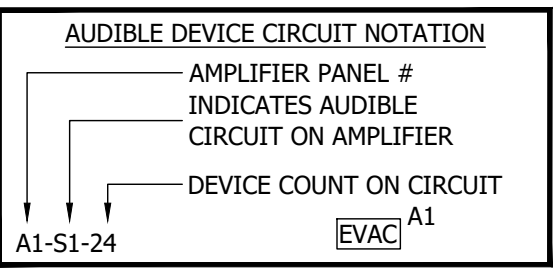 AUDIBLE DEVICE CIRCUIT NOTATION
AMPLIFIER PANEL #
INDICATES AUDIBLE
CIRCUIT ON AMPLIFIER
DEVICE COUNT ON CIRCUIT
A1-S1-24
EVAC A1